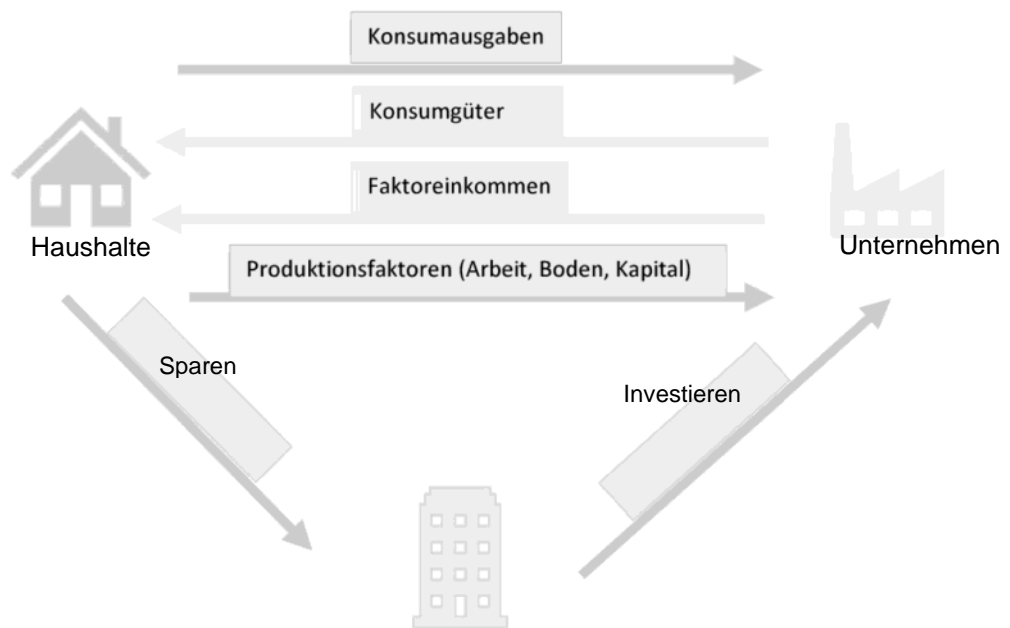 Konsumausgaben
Konsumgüter
Faktoreinkommen
Haushalte
Unternehmen
Produktionsfaktoren (Arbeit, Boden, Kapital)
Sparen
Investieren